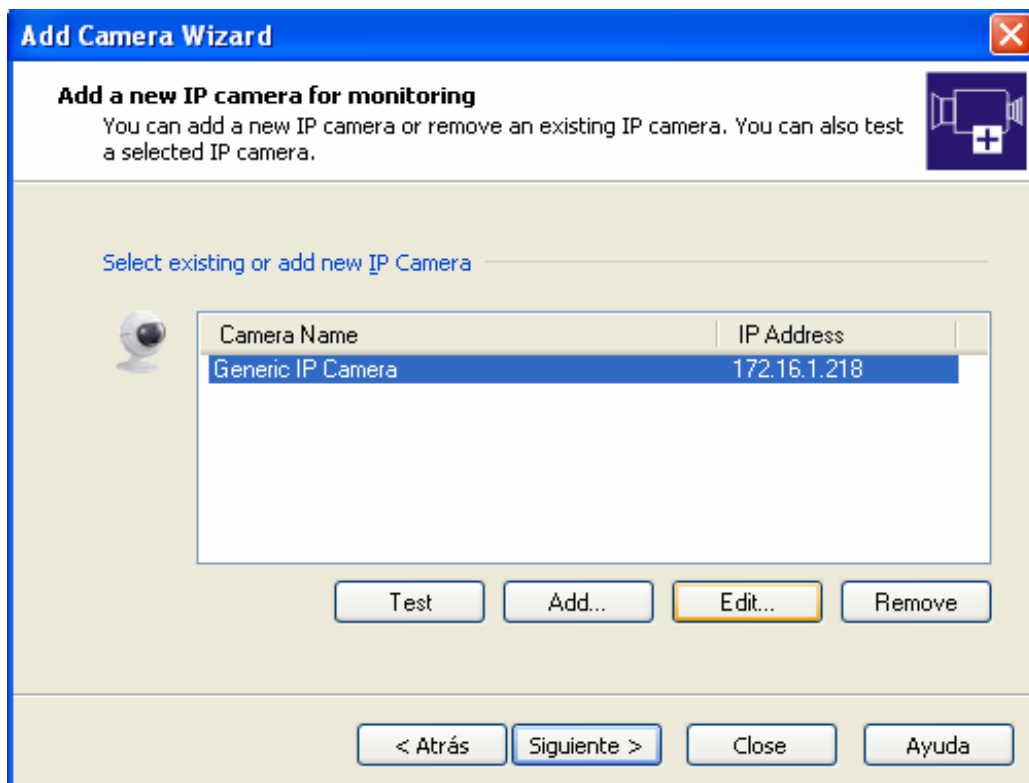 Add Camera Wizard
Add a new IP camera for monitoring
You can add a new IP camera or remove an existing IP camera. You can also test
a selected IP camera.
Select existing or add new IP Camera
Camera Name IP Address
Generic IP Camera 172.16.1.218
Test Add... Edit... Remove
< Atrás Siguiente > Close Ayuda